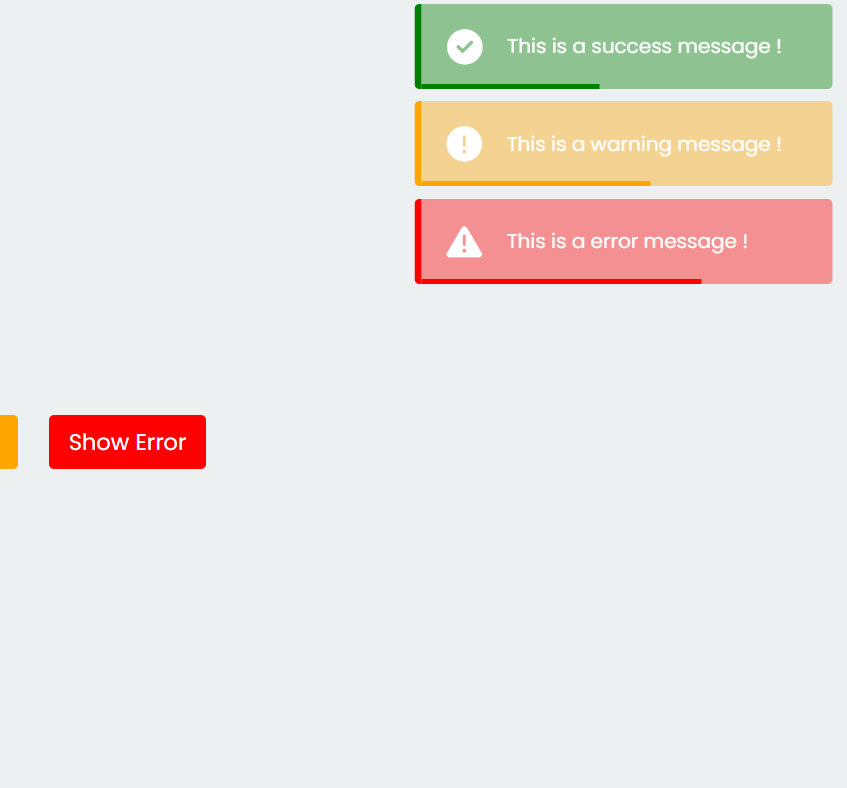 This is a success message !
This is a warning message !
This is a error message !
Show Error